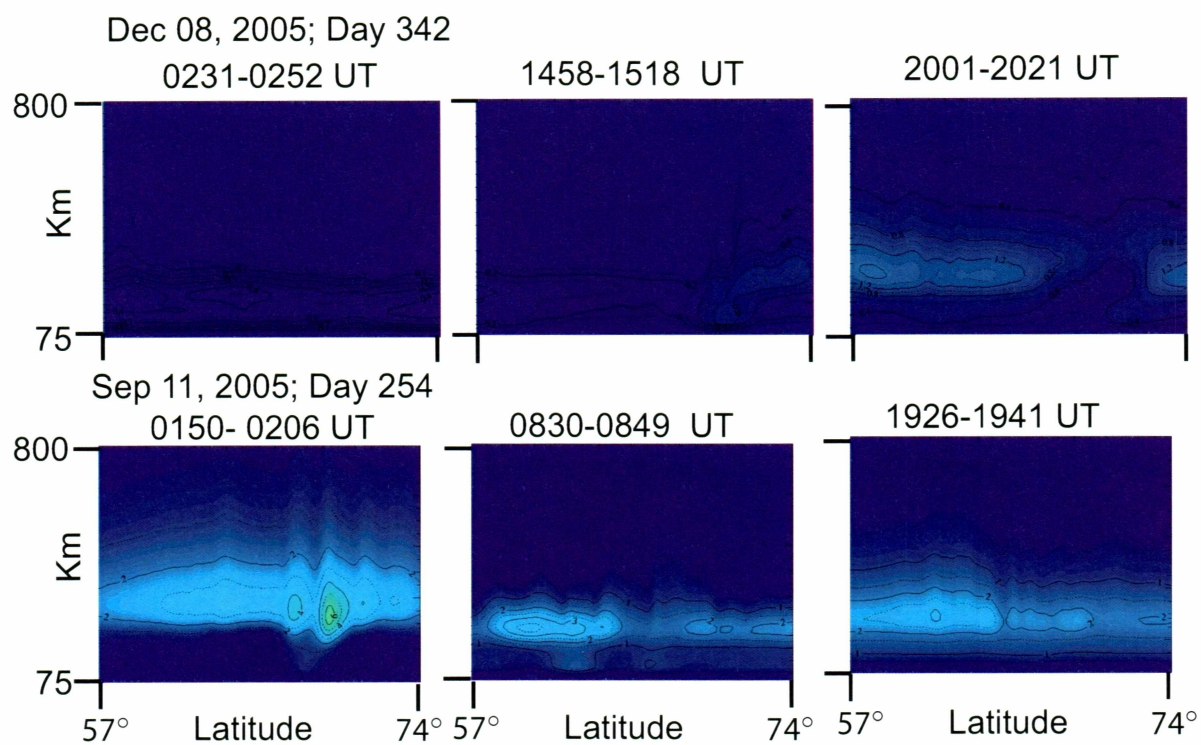 Dec 08, 2005; Day 342
0231-0252 UT
1458-1518 UT
2001-2021 UT
800
Km
75
Sep 11, 2005; Day 254
0150- 0206 UT
0830-0849 UT
1926-1941 UT
800
Km
75
57° Latitude 74°
57° Latitude 74°
57° Latitude 74°